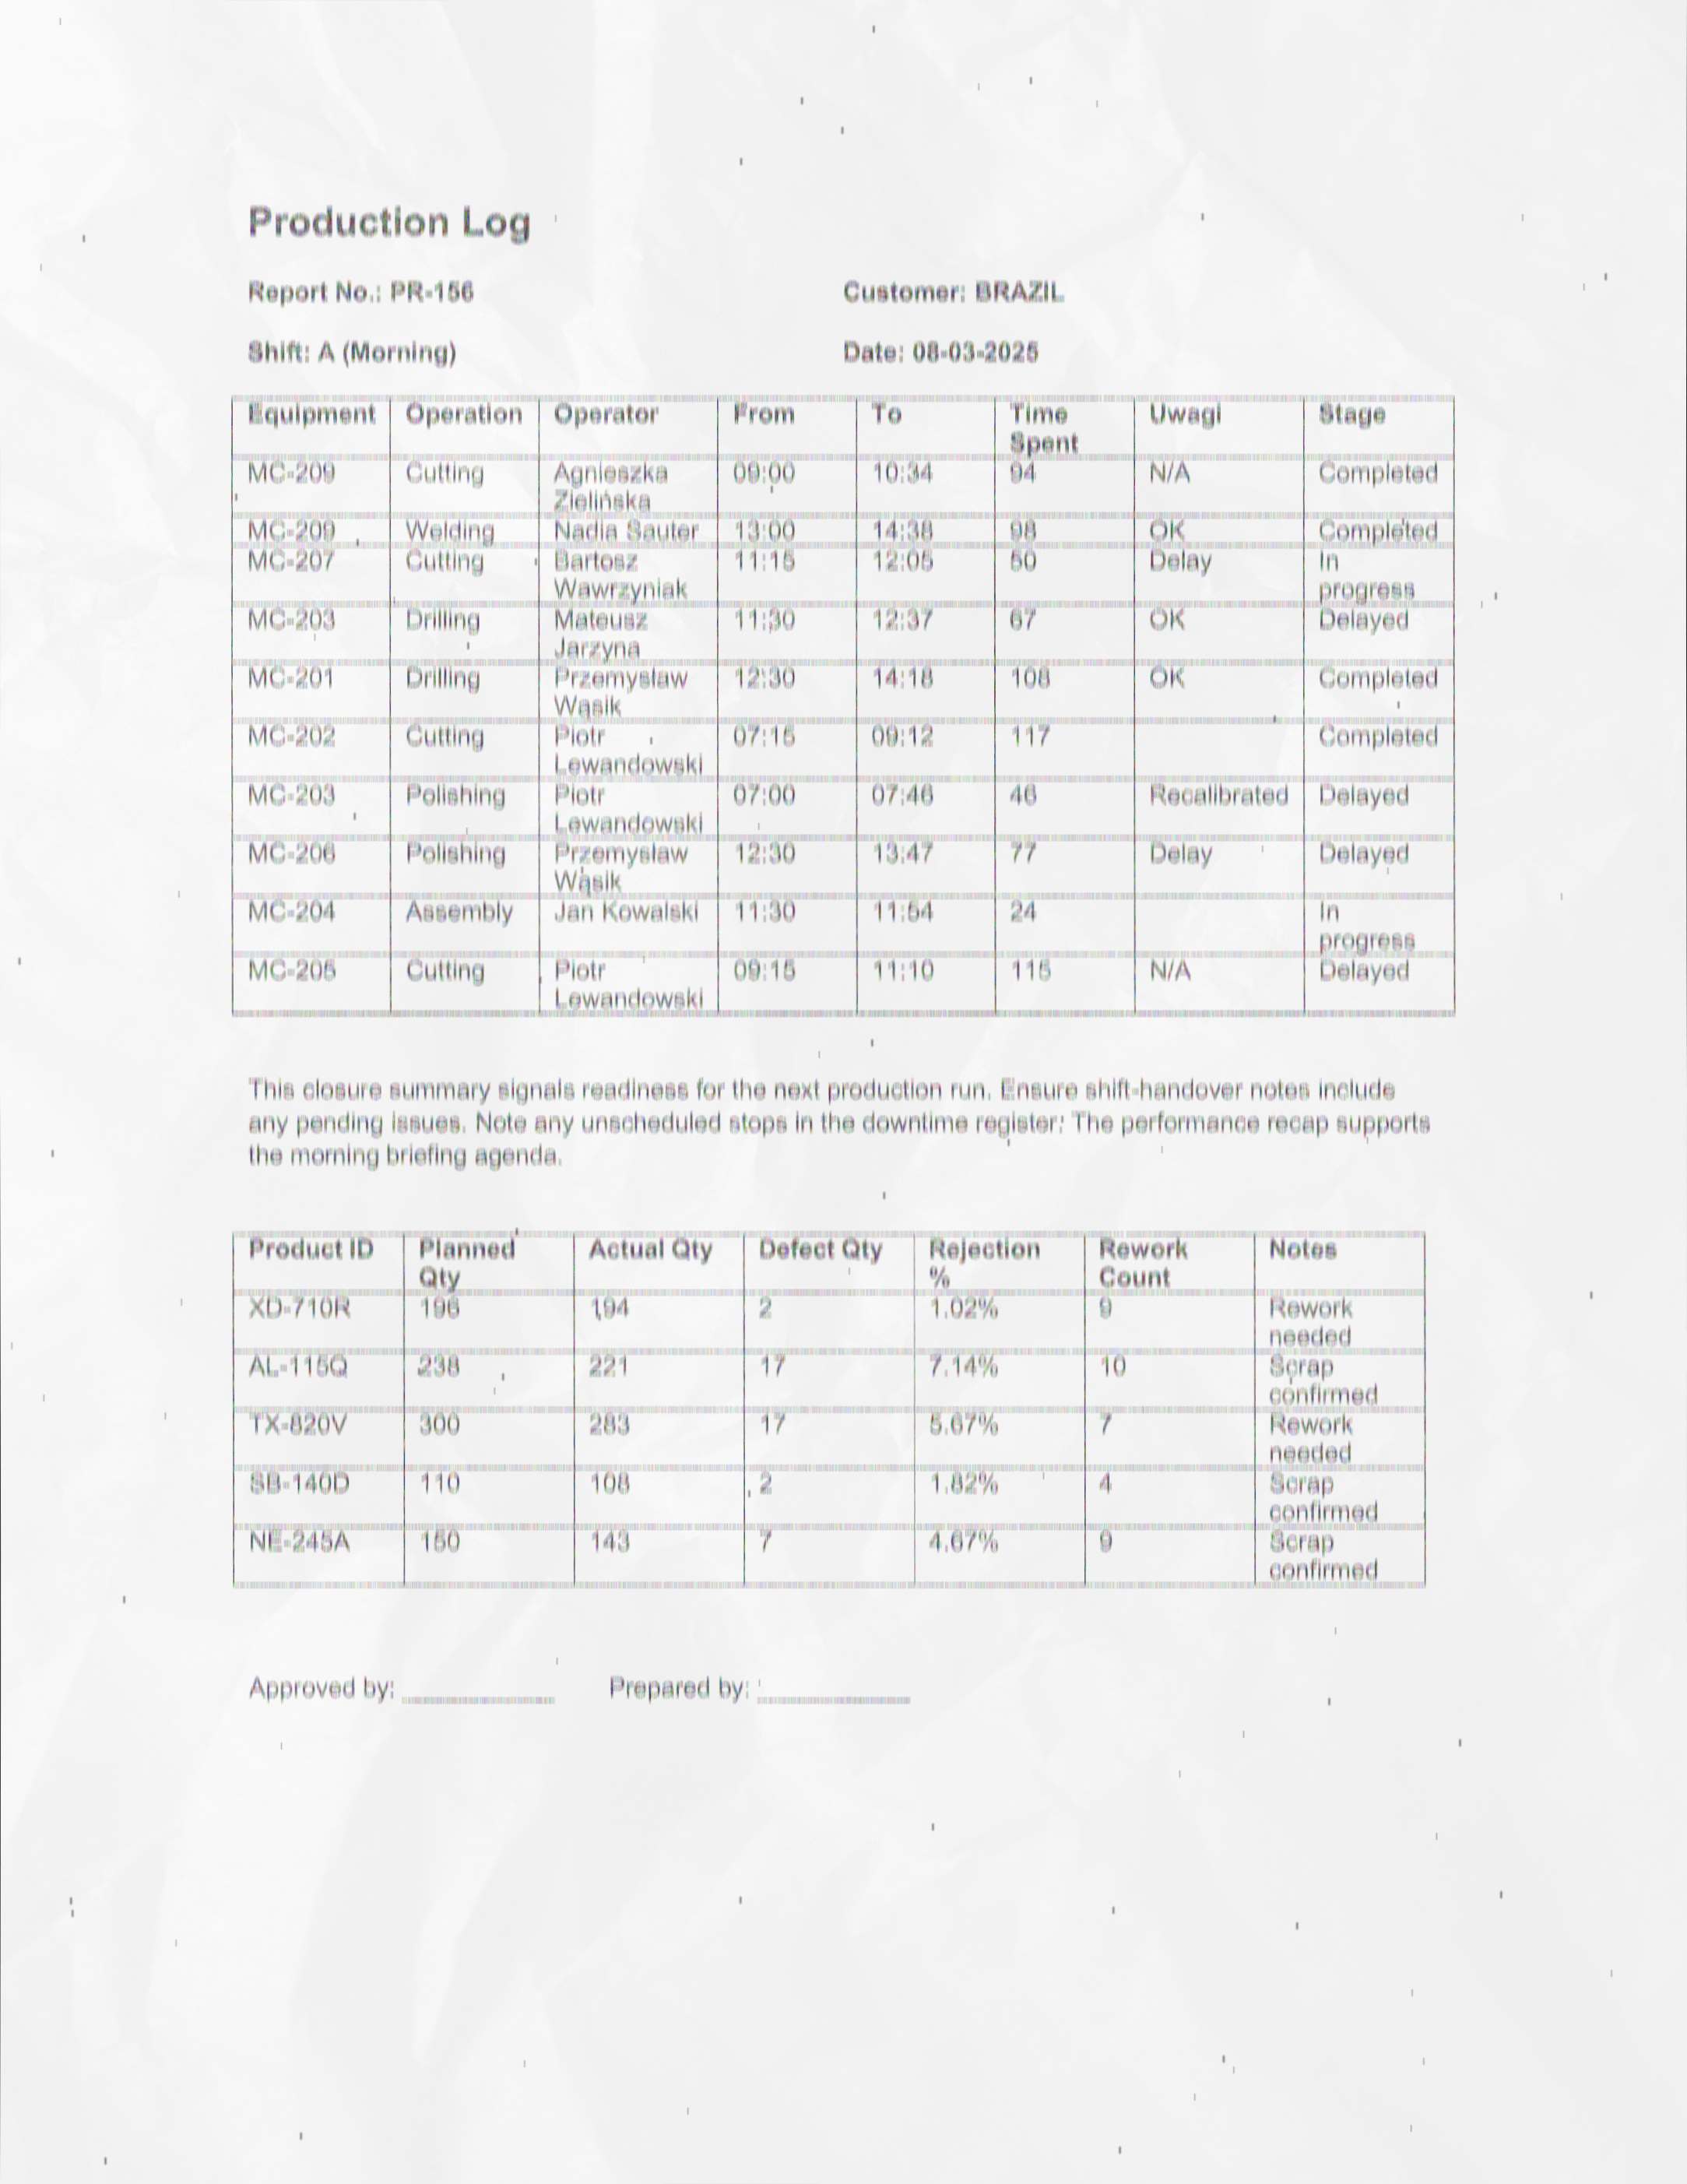 Production Log
Report No.: PR-156 Customer: BRAZIL
Shift: A (Morning) Date: 08-03-2025
Equipment Operation Operator From To Time Spent Uwagi Stage
MC-209 Cutting Agnieszka Zielińska 09:00 10:34 94 N/A Completed
MC-209 Welding Nadia Sauter 13:00 14:38 98 OK Completed
MC-207 Cutting Bartosz Wawrzyniak 11:15 12:05 50 Delay In progress
MC-203 Drilling Mateusz Jarzyna 11:30 12:37 67 OK Delayed
MC-201 Drilling Przemysław Wąsik 12:30 14:18 108 OK Completed
MC-202 Cutting Piotr Lewandowski 07:15 09:12 117 Completed
MC-203 Polishing Piotr Lewandowski 07:00 07:46 46 Recalibrated Delayed
MC-206 Polishing Przemysław Wąsik 12:30 13:47 77 Delay Delayed
MC-204 Assembly Jan Kowalski 11:30 11:54 24 In progress
MC-205 Cutting Piotr Lewandowski 09:15 11:10 115 N/A Delayed
This closure summary signals readiness for the next production run. Ensure shift-handover notes include
any pending issues. Note any unscheduled stops in the downtime register. The performance recap supports
the morning briefing agenda.
Product ID Planned Qty Actual Qty Defect Qty Rejection % Rework Count Notes
XD-710R 196 194 2 1.02% 9 Rework needed
AL-115Q 238 221 17 7.14% 10 Scrap confirmed
TX-820V 300 283 17 5.67% 7 Rework needed
SB-140D 110 108 2 1.82% 4 Scrap confirmed
NE-245A 150 143 7 4.67% 9 Scrap confirmed
Approved by: ____________ Prepared by: ____________